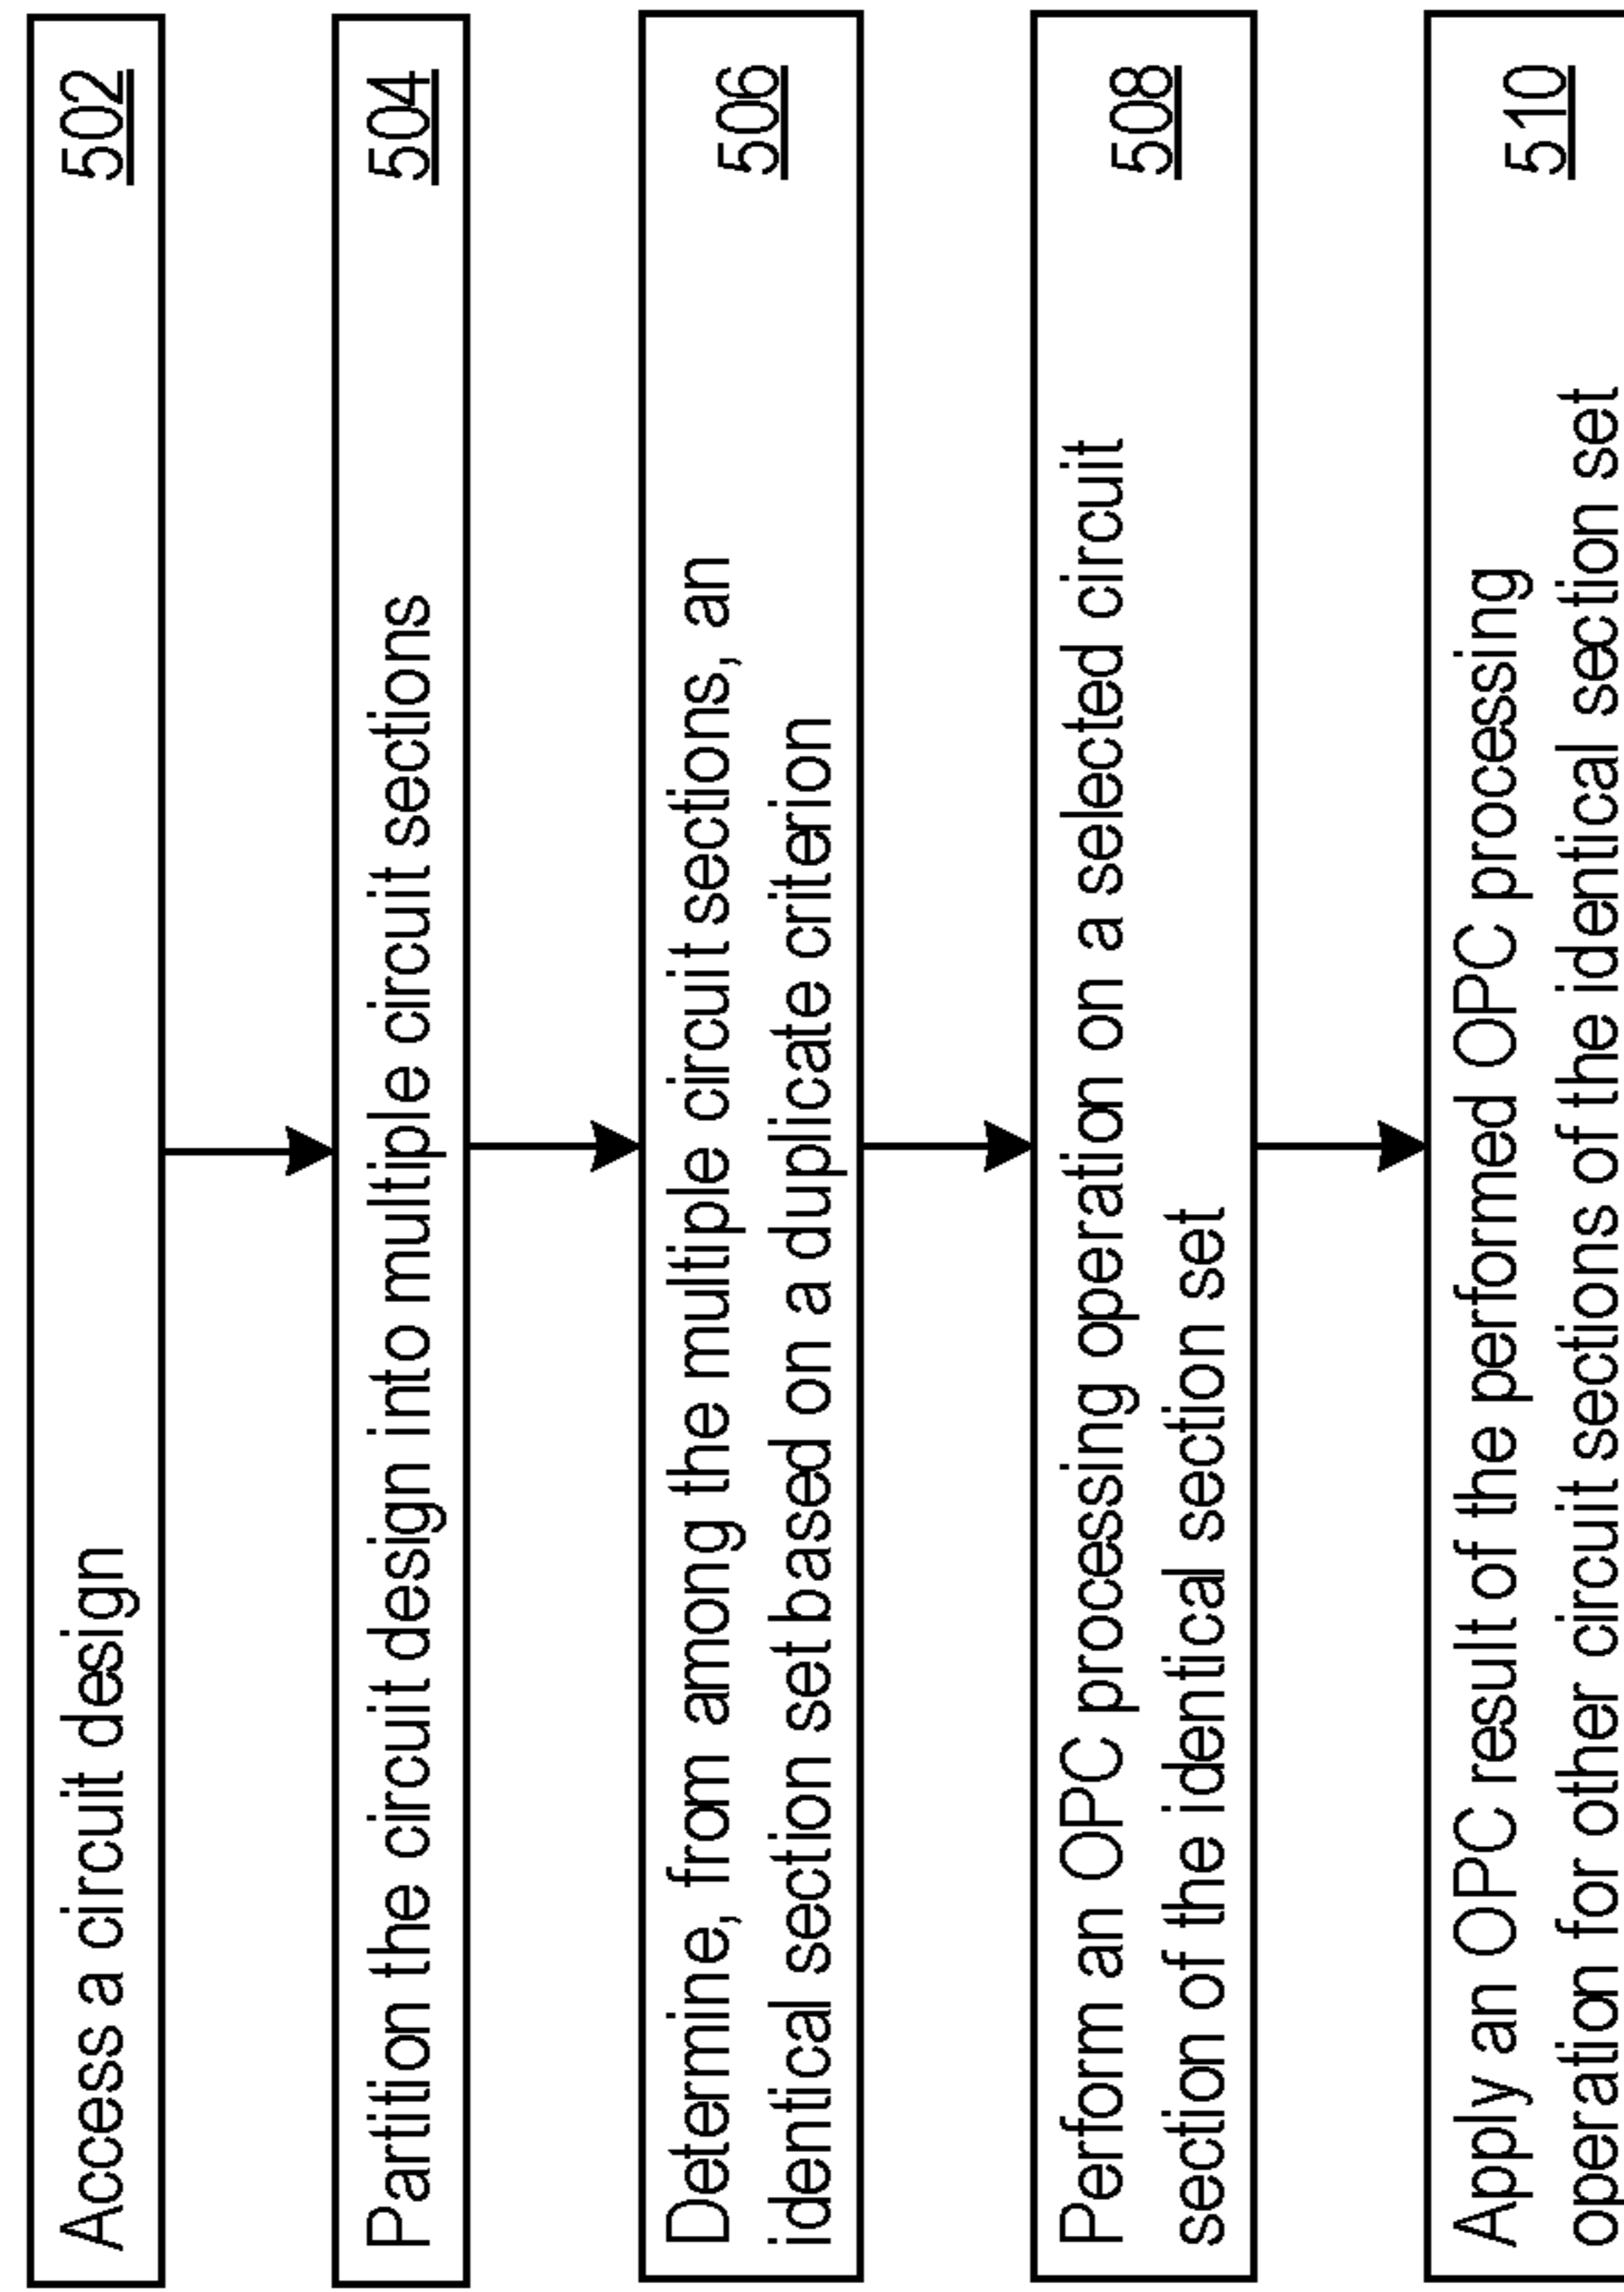 Access a circuit design 502
Partition the circuit design into multiple circuit sections 504
Determine, from among the multiple circuit sections, an 506
identical section set based on a duplicate criterion
Perform an OPC processing operation on a selected circuit 508
section of the identical section set
Apply an OPC result of the performed OPC processing 510
operation for other circuit sections of the identical section set